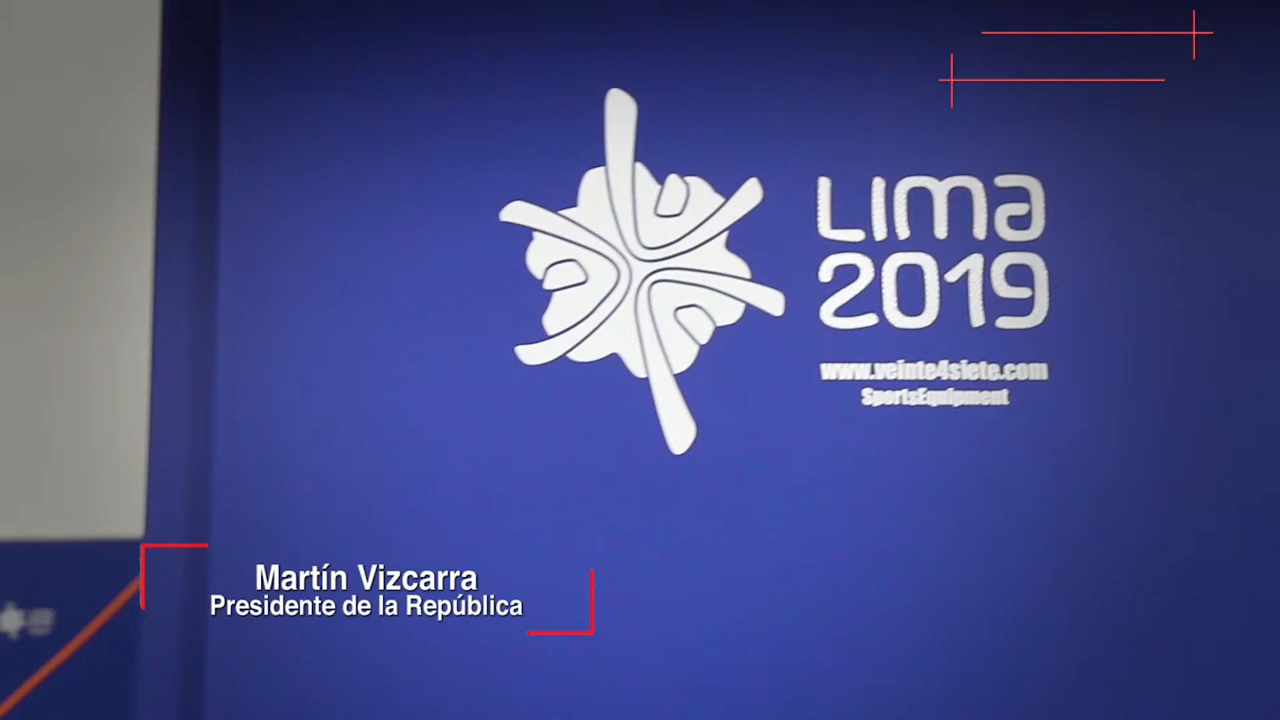 LIMA
2019
www.veinte4siete.com
SportsEquipment
Martín Vizcarra
Presidente de la República